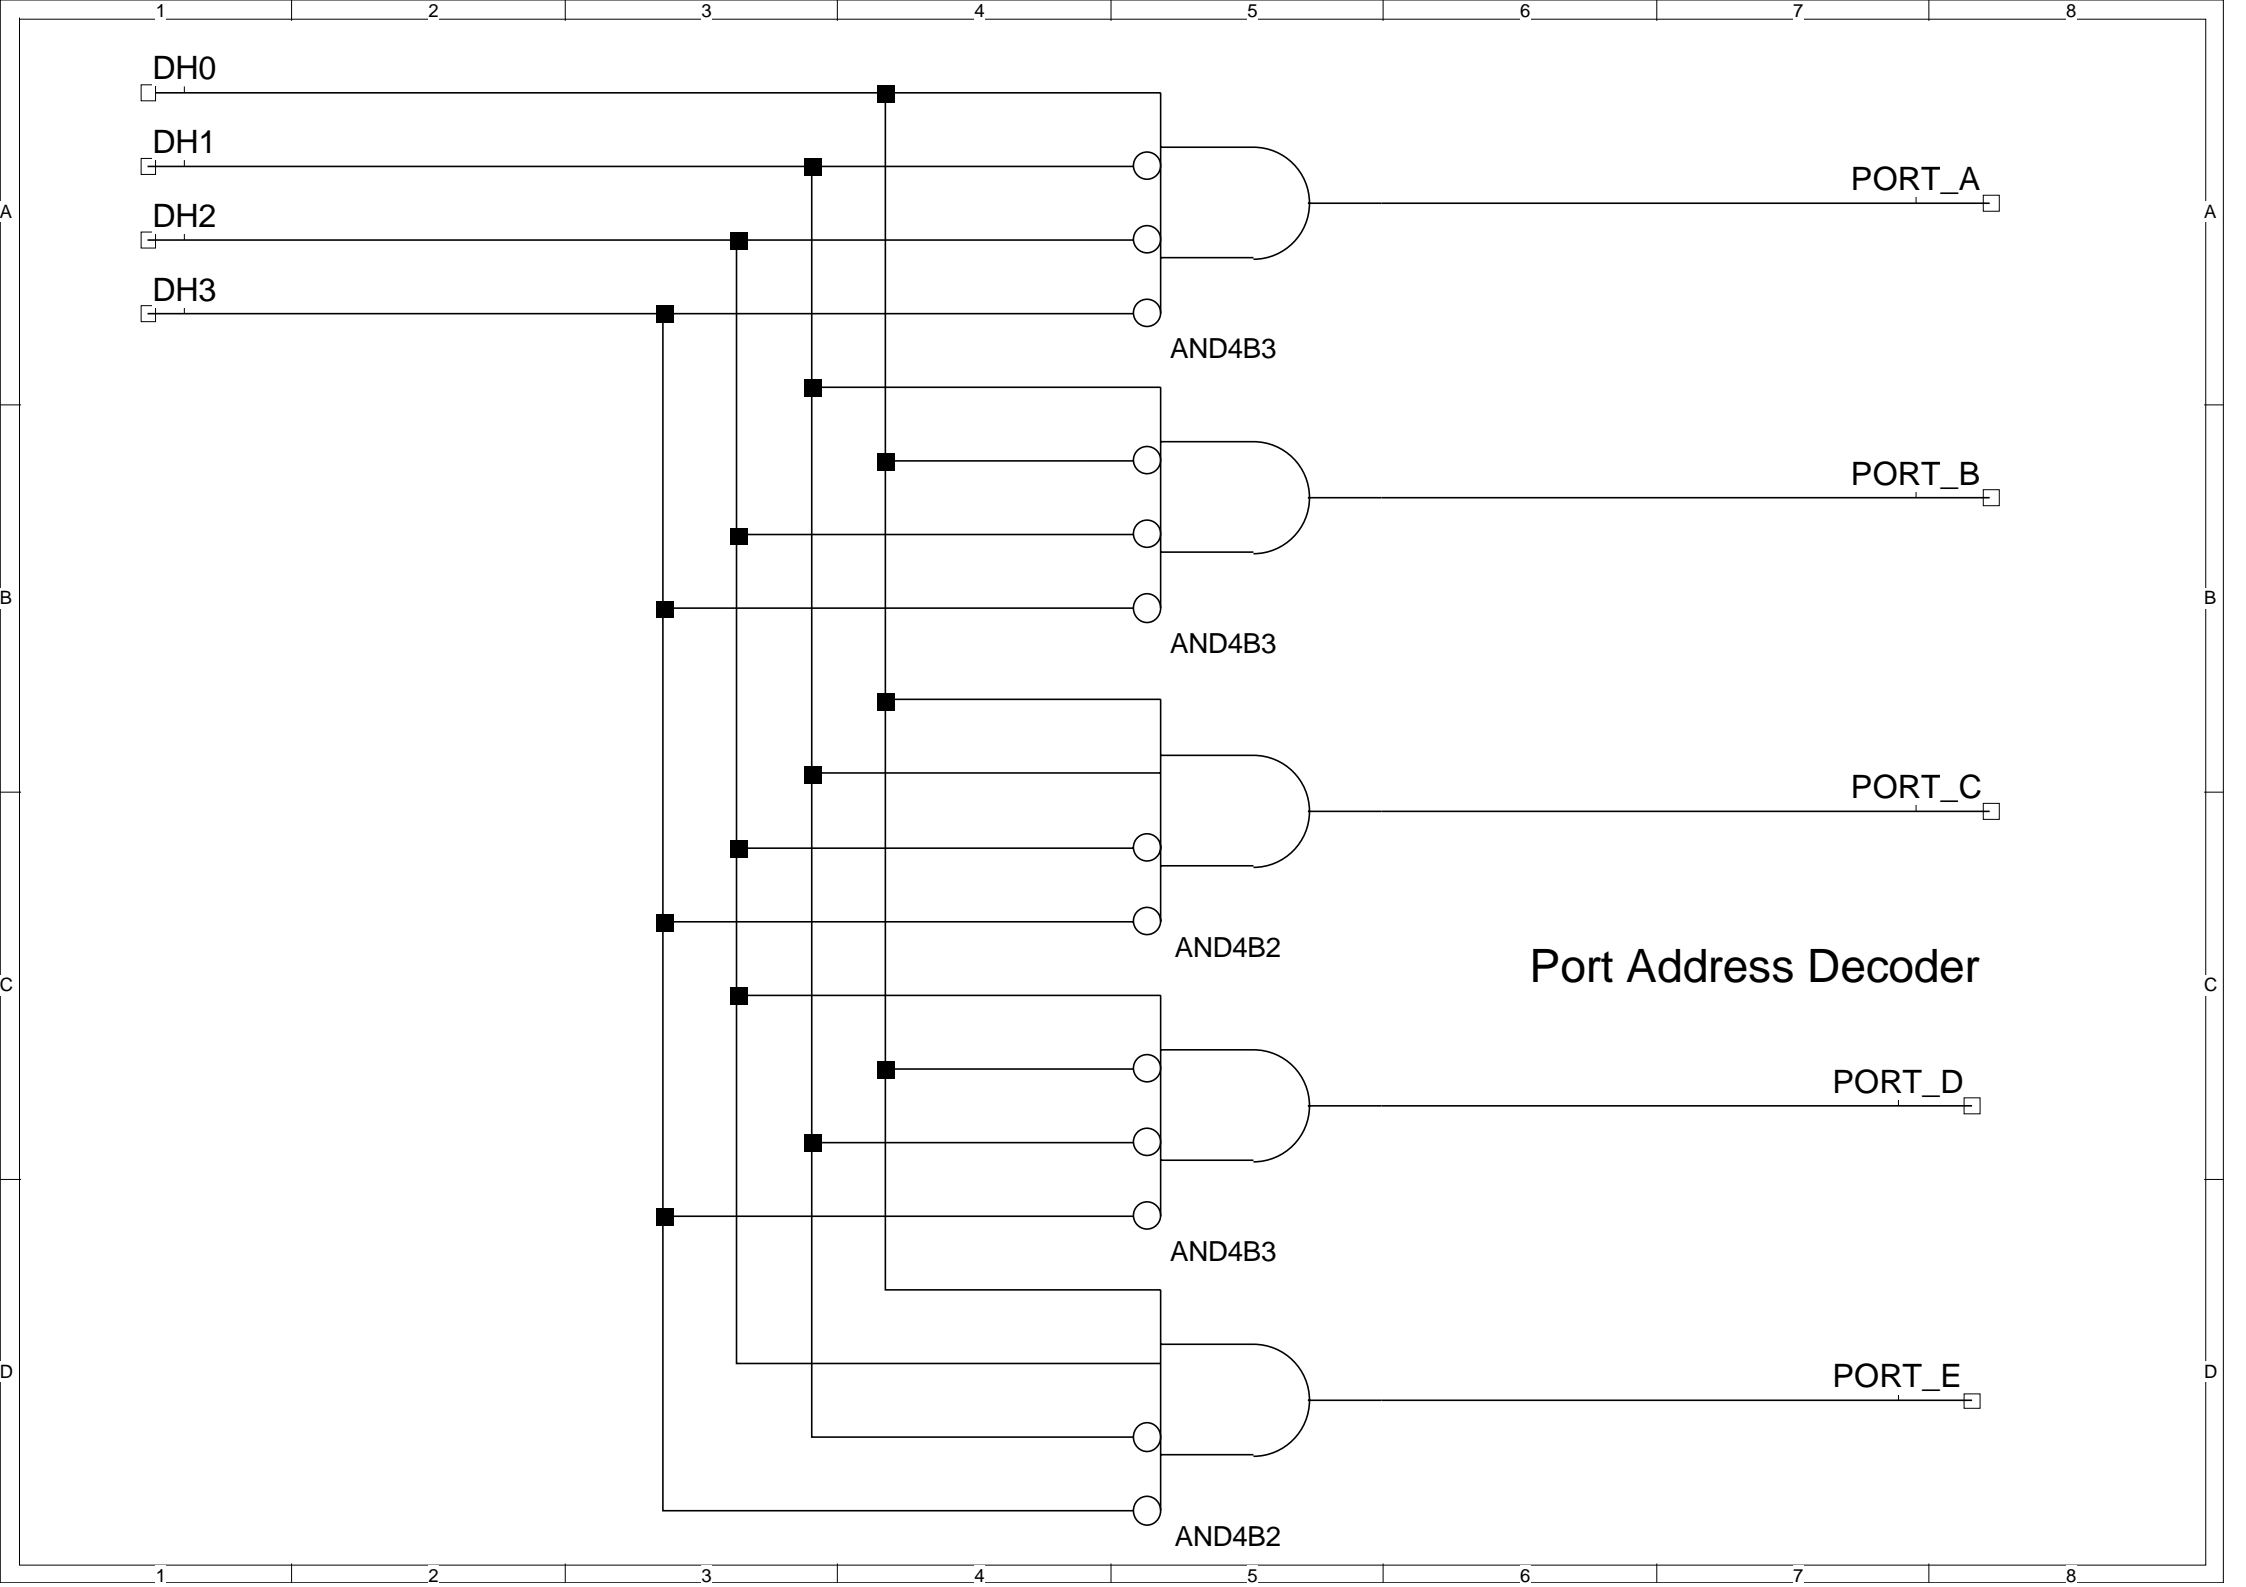 1 2 3 4 5 6 7 8
DH0
DH1
DH2
DH3
PORT_A
A A
AND4B3
PORT_B
B B
AND4B3
PORT_C
AND4B2
Port Address Decoder
C C
PORT_D
AND4B3
PORT_E
D D
AND4B2
1 2 3 4 5 6 7 8